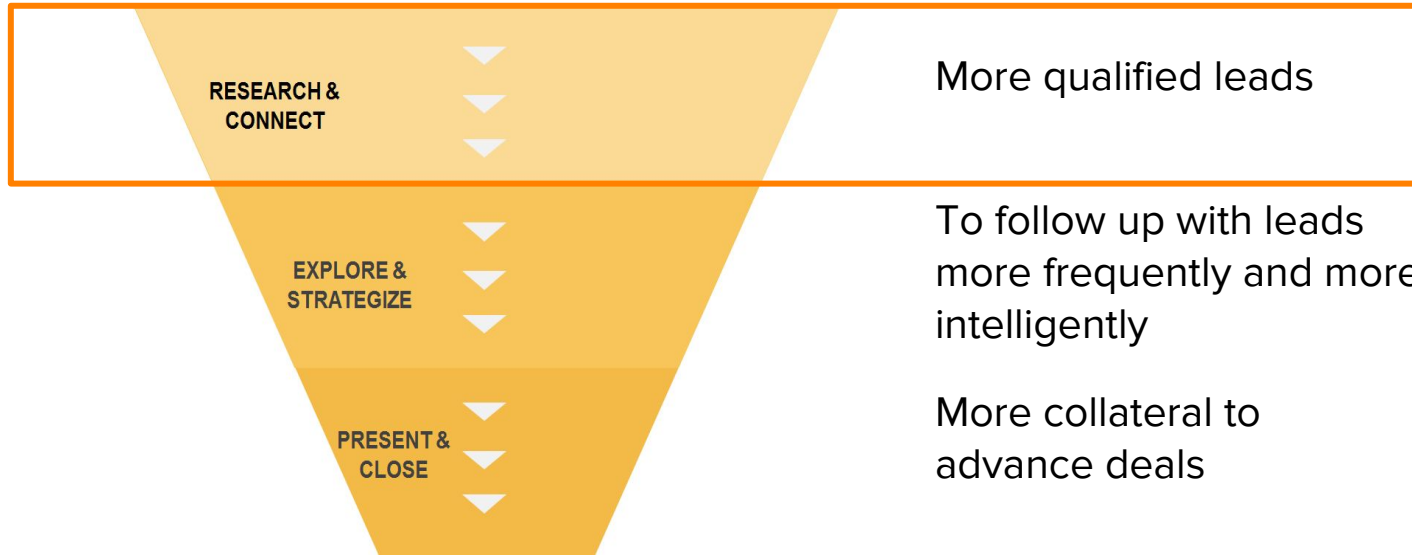 RESEARCH &
CONNECT
More qualified leads
EXPLORE &
STRATEGIZE
To follow up with leads
more frequently and more
intelligently
PRESENT &
CLOSE
More collateral to
advance deals